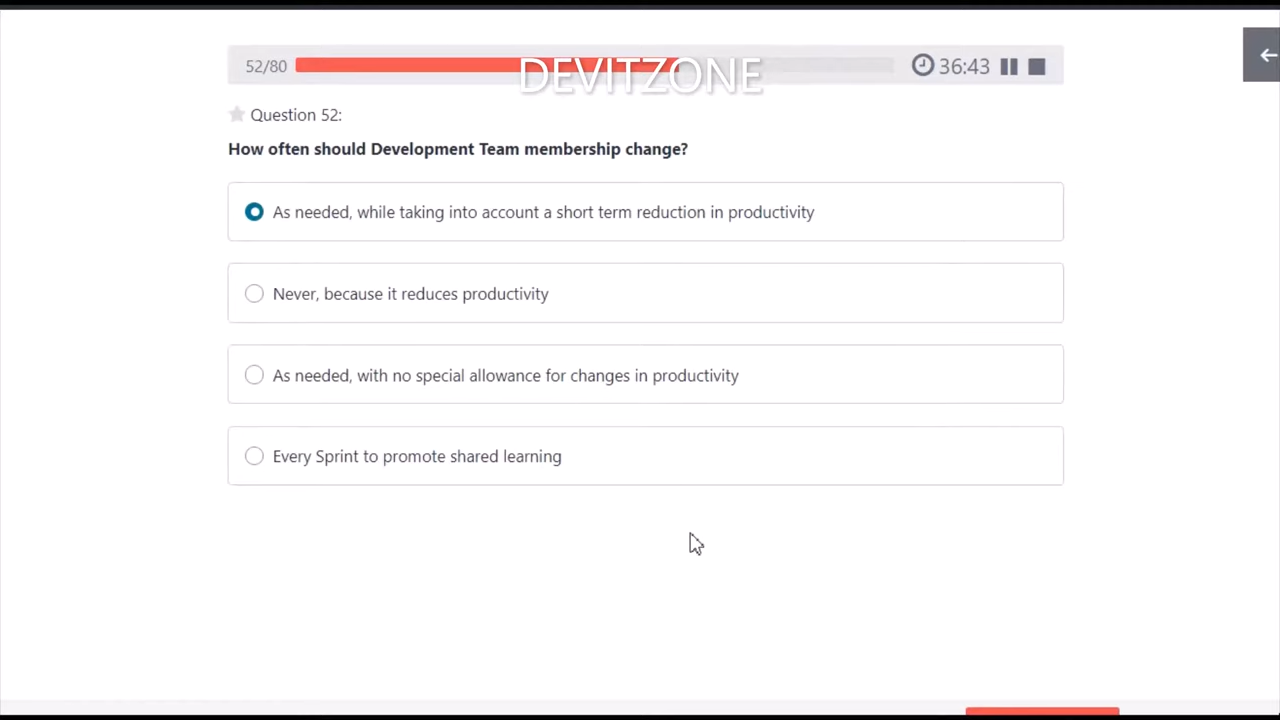 52/80
DEVITZONE
36:43
Question 52:
How often should Development Team membership change?
As needed, while taking into account a short term reduction in productivity
Never, because it reduces productivity
As needed, with no special allowance for changes in productivity
Every Sprint to promote shared learning